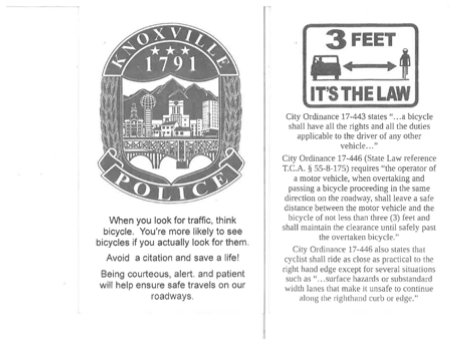 KNOXVILLE
1791
POLICE
When you look for traffic, think
bicycle. You're more likely to see
bicycles if you actually look for them.
Avoid a citation and save a life!
Being courteous, alert. and patient
will help ensure safe travels on our
roadways.
3 FEET
IT'S THE LAW
City Ordinance 17-443 states "...a bicycle
shall have all the rights and all the duties
applicable to the driver of any other
vehicle..."
City Ordinance 17-446 (State Law reference
T.C.A. § 55-8-175) requires "the operator of
a motor vehicle, when overtaking and
passing a bicycle proceeding in the same
direction on the roadway, shall leave a safe
distance between the motor vehicle and the
bicycle of not less than three (3) feet and
shall maintain the clearance until safely past
the overtaken bicycle."
City Ordinance 17-446 also states that
cyclist shall ride as close as practical to the
right hand edge except for several situations
such as "...surface hazards or substandard
width lanes that make it unsafe to continue
along the righthand curb or edge."